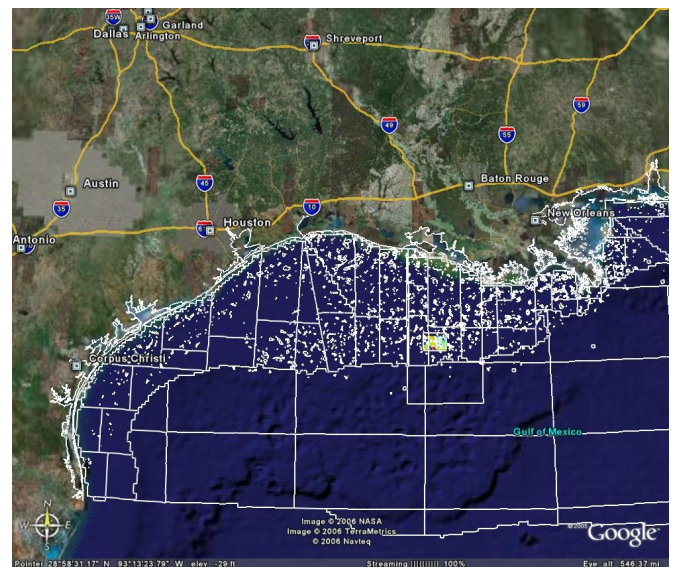 35W
Garland
Dallas
Arlington
Shreveport
49
55
59
Baton Rouge
Austin
45
10
35
New Orleans
Houston
Antonio
Corpus Christi
Gulf of Mexico
N
W E
S
Image © 2006 NASA
Image © 2006 TerraMetrics
© 2006 Navteq
© 2005 Google
Pointer 28°58'31.17" N 93°13'23.79" W elev -29 ft Streaming |||||||||| 100% Eye alt 546.37 mi